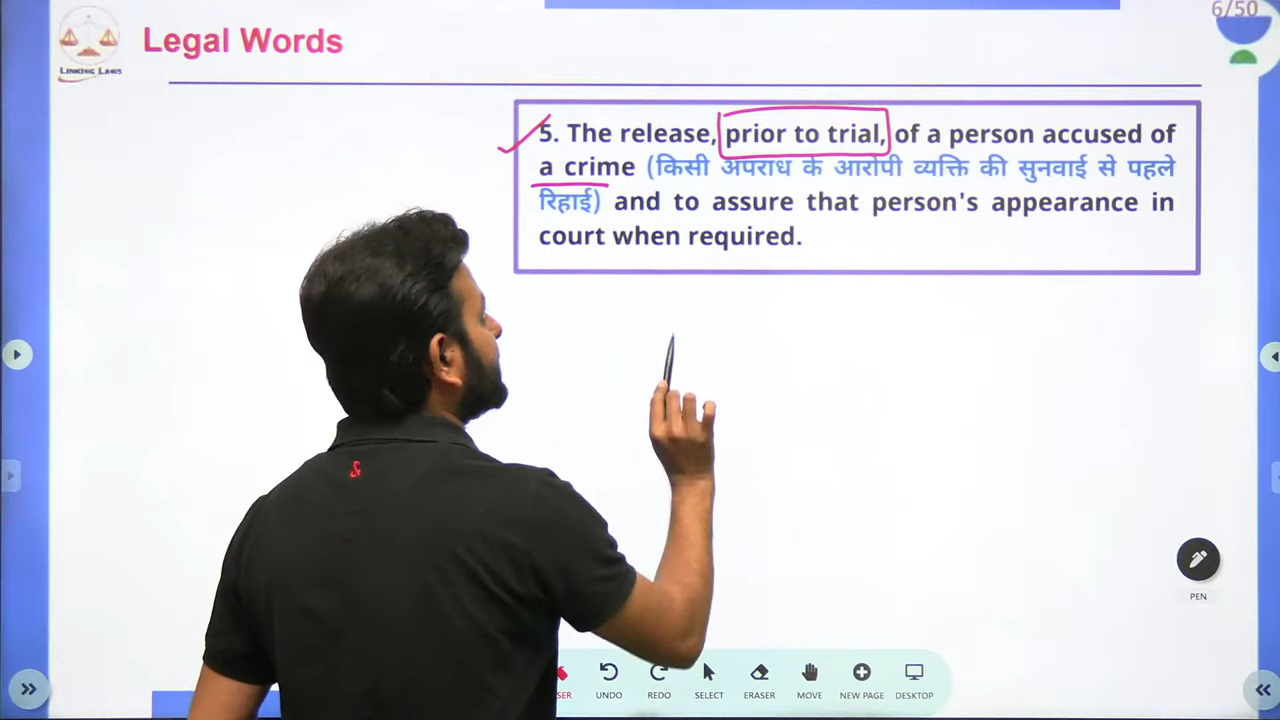 6/50
Legal Words
LINKING LAWS
5. The release, prior to trial, of a person accused of
a crime (किसी अपराध के आरोपी व्यक्ति की सुनवाई से पहले
रिहाई) and to assure that person's appearance in
court when required.
PEN
UNDO REDO SELECT ERASER MOVE NEW PAGE DESKTOP